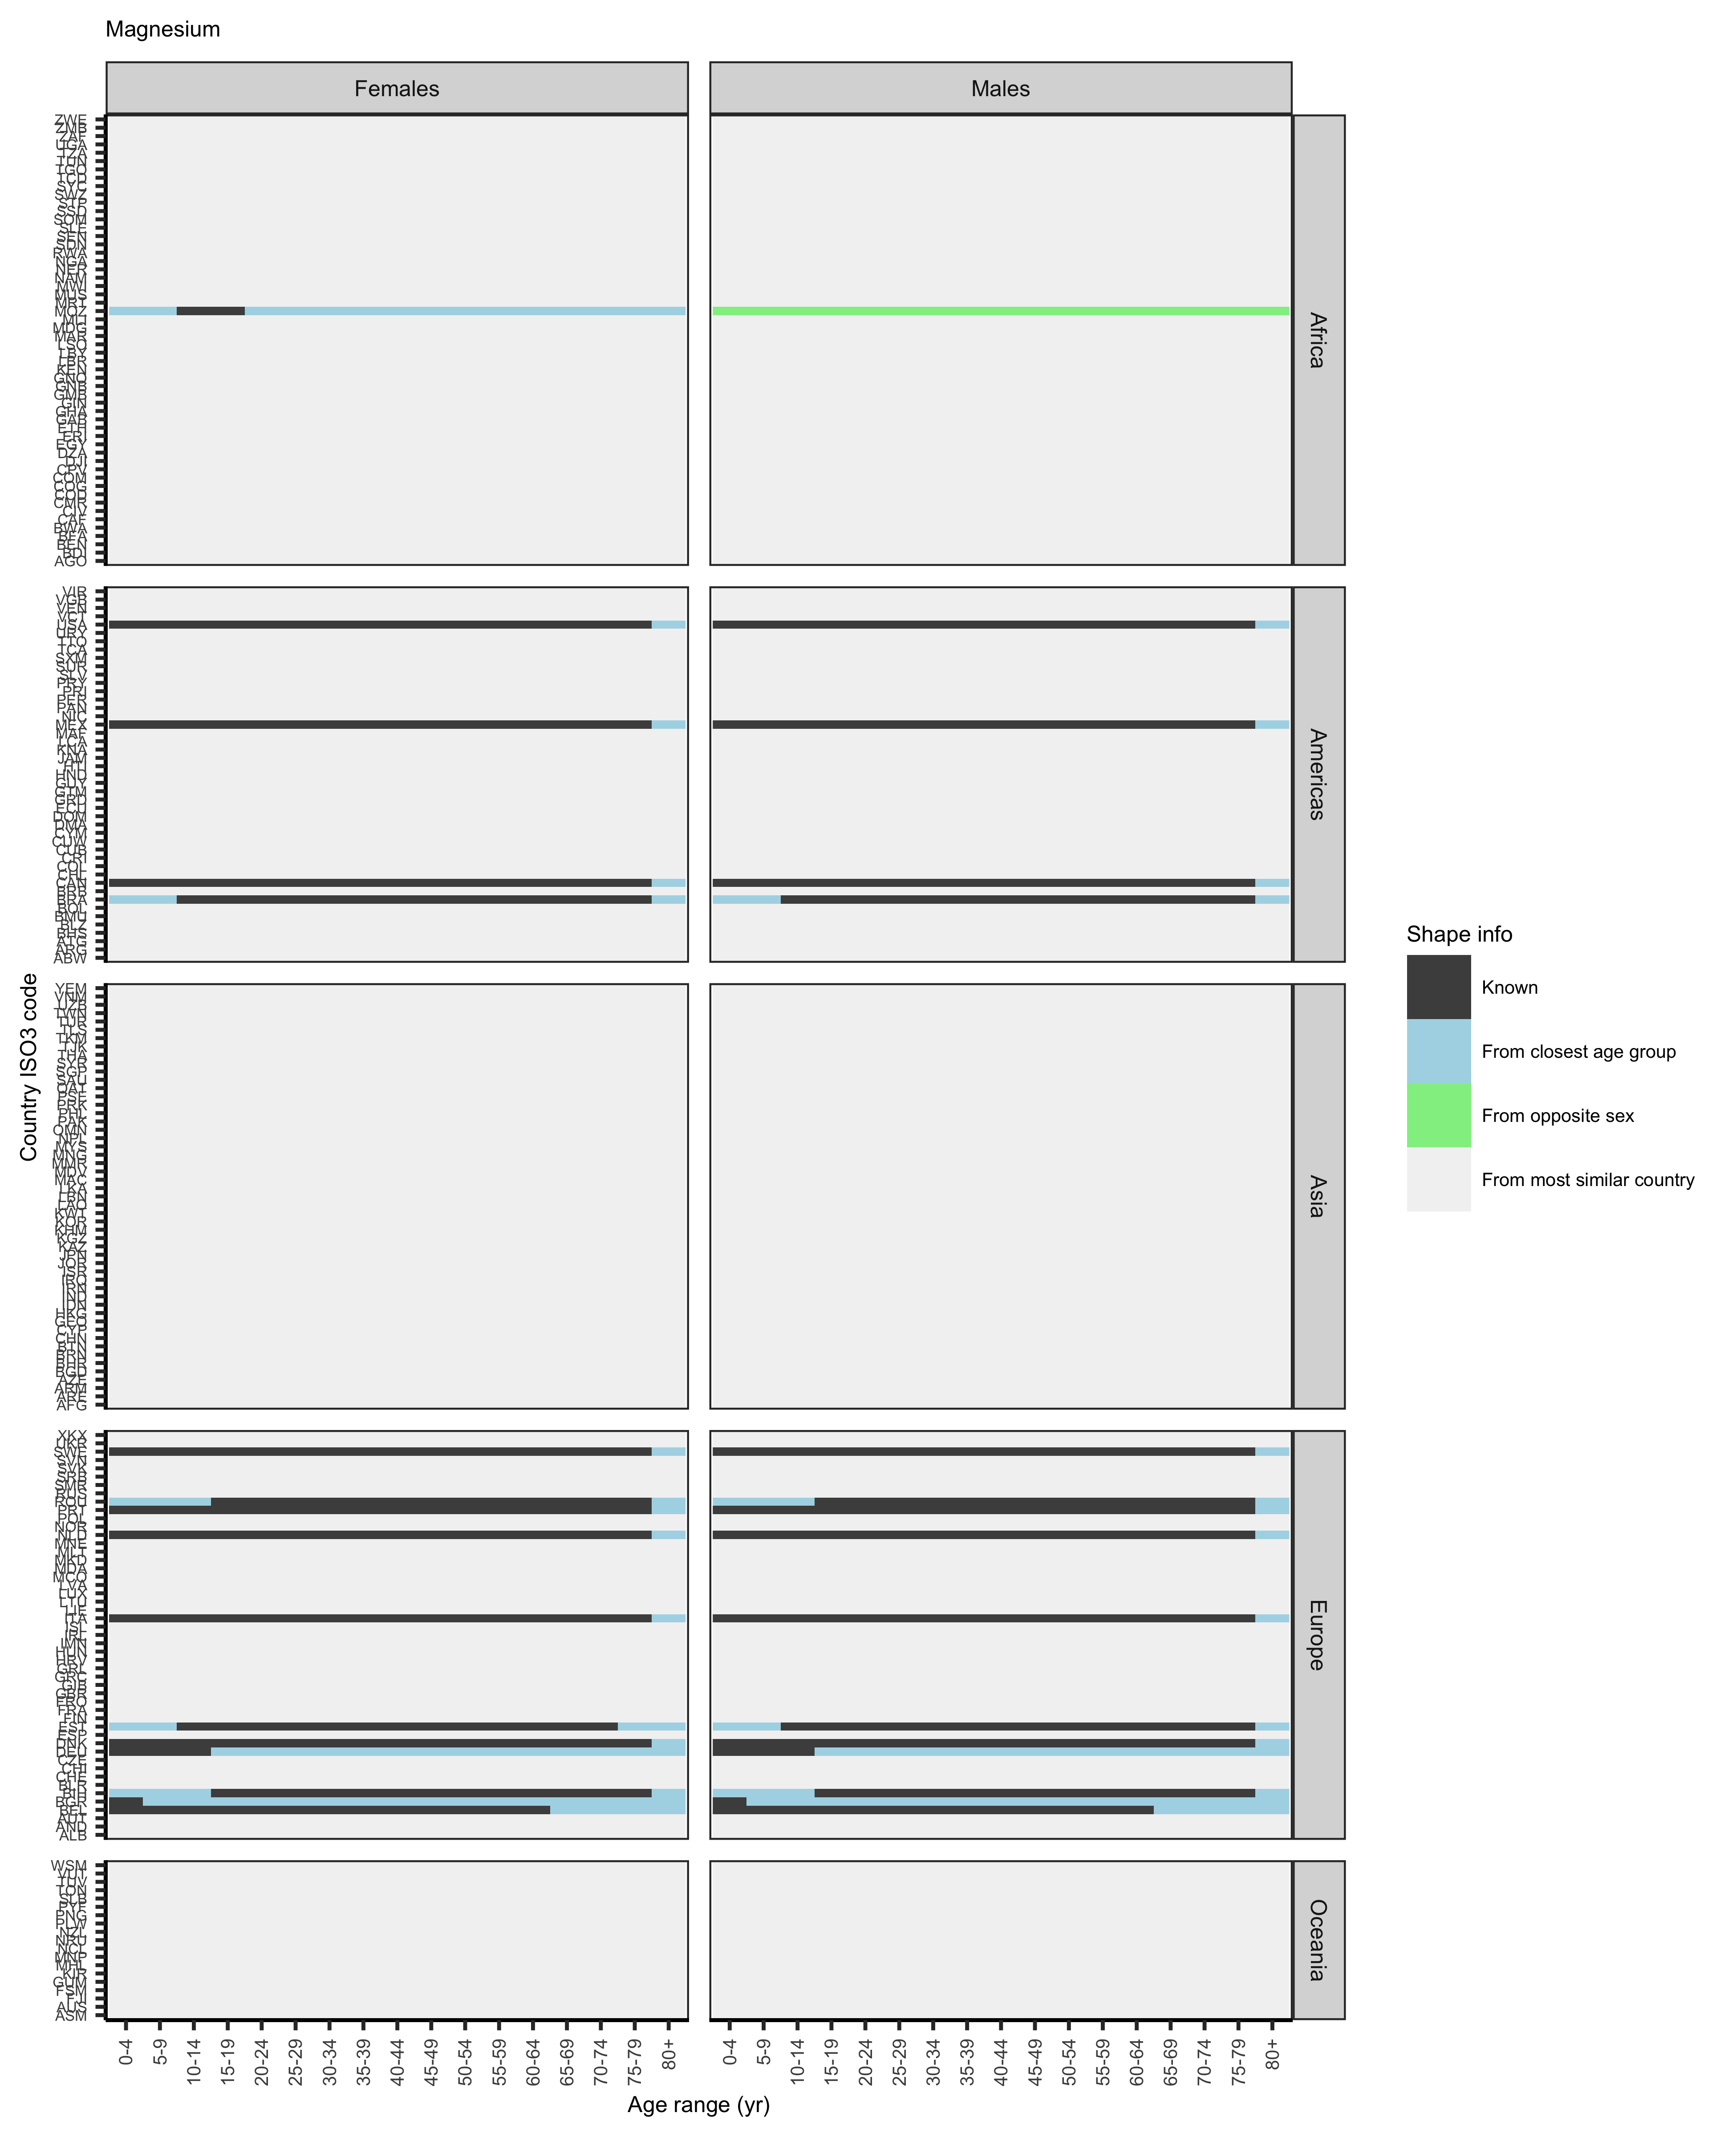 Magnesium
Females
Males
ZWE
ZMB
ZAF
UGA
TZA
TUN
TGO
TCD
SYC
SWZ
STP
SSD
SOM
SLE
SEN
SDN
RWA
NGA
NER
NAM
MWI
MUS
MRT
MOZ
MLI
MDG
MAR
LSO
LBY
LBR
KEN
GNQ
GNB
GMB
GIN
GHA
GAB
ETH
ERI
EGY
DZA
DJI
CPV
COM
COG
COD
CMR
CIV
CAF
BWA
BFA
BEN
BDI
AGO
Africa
VIR
VGB
VEN
VCT
USA
URY
TTO
TCA
SXM
SUR
SLV
PRY
PRI
PER
PAN
NIC
MEX
MAF
LCA
KNA
JAM
HTI
HND
GUY
GTM
GRD
ECU
DOM
DMA
CYM
CUW
CUB
CRI
COL
CHL
CAN
BRB
BRA
BOL
BMU
BLZ
BHS
ATG
ARG
ABW
Americas
YEM
VNM
UZB
TWN
TUR
TLS
TKM
TJK
THA
SYR
SGP
SAU
QAT
PSE
PRK
PHL
PAK
OMN
NPL
MYS
MNG
MMR
MDV
MAC
LKA
LBN
LAO
KWT
KOR
KHM
KGZ
KAZ
JPN
JOR
ISR
IRQ
IRN
IND
IDN
HKG
GEO
CYP
CHN
BTN
BRN
BHR
BGD
AZE
ARM
ARE
AFG
Asia
XKX
UKR
SWE
SVN
SVK
SRB
SMR
RUS
ROU
PRT
POL
NOR
NLD
MNE
MLT
MKD
MDA
MCO
LVA
LUX
LTU
LIE
ITA
ISL
IRL
IMN
HUN
HRV
GRL
GRC
GIB
GBR
FRO
FRA
FIN
EST
ESP
DNK
DEU
CZE
CHI
CHE
BLR
BIH
BGR
BEL
AUT
AND
ALB
Europe
WSM
VUT
TUV
TON
SLB
PYF
PNG
PLW
NZL
NRU
NCL
MNP
MHL
KIR
GUM
FSM
FJI
AUS
ASM
Oceania
Country ISO3 code
0-4 5-9 10-14 15-19 20-24 25-29 30-34 35-39 40-44 45-49 50-54 55-59 60-64 65-69 70-74 75-79 80+
0-4 5-9 10-14 15-19 20-24 25-29 30-34 35-39 40-44 45-49 50-54 55-59 60-64 65-69 70-74 75-79 80+
Age range (yr)
Shape info
Known
From closest age group
From opposite sex
From most similar country